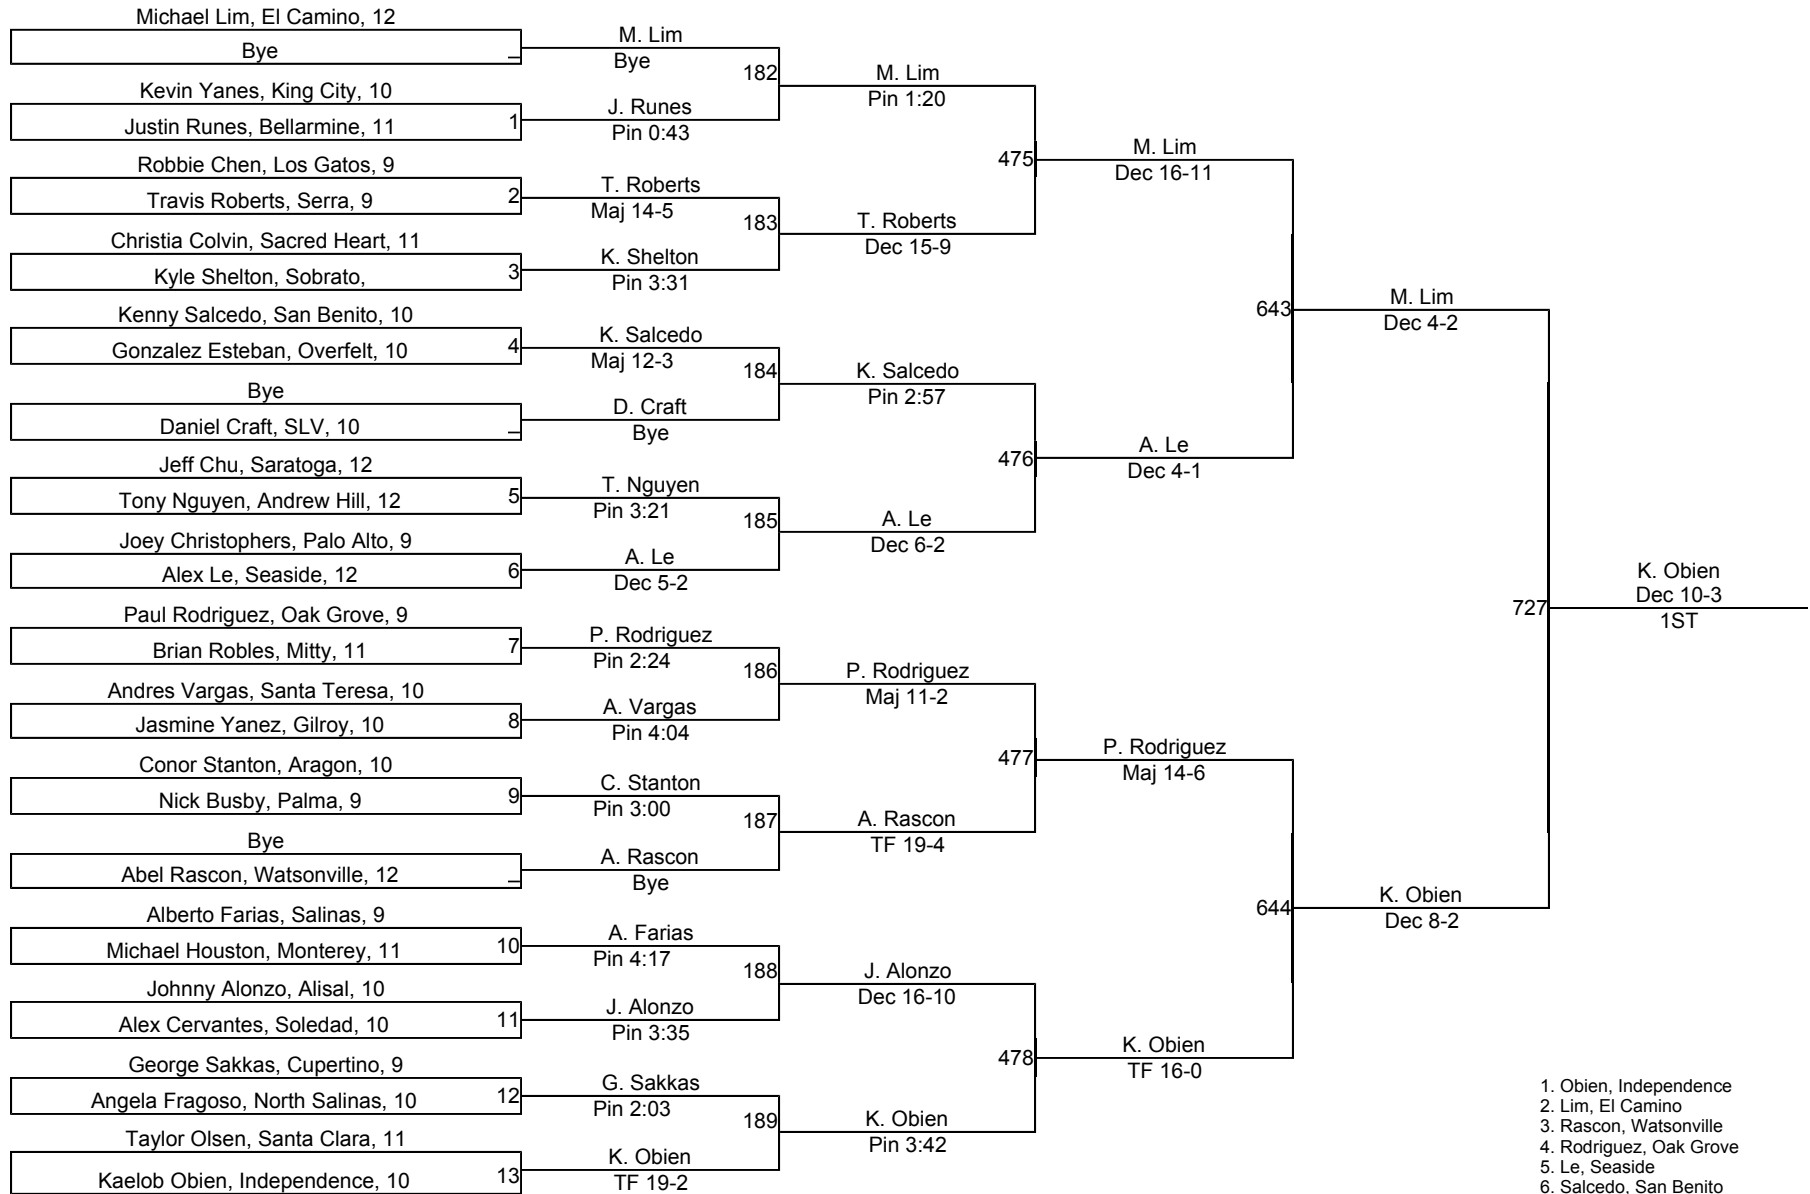 Michael Lim, El Camino, 12
Bye
_
Kevin Yanes, King City, 10
Justin Runes, Bellarmine, 11
1
Robbie Chen, Los Gatos, 9
Travis Roberts, Serra, 9
2
Christia Colvin, Sacred Heart, 11
Kyle Shelton, Sobrato,
3
Kenny Salcedo, San Benito, 10
Gonzalez Esteban, Overfelt, 10
4
Bye
Daniel Craft, SLV, 10
_
Jeff Chu, Saratoga, 12
Tony Nguyen, Andrew Hill, 12
5
Joey Christophers, Palo Alto, 9
Alex Le, Seaside, 12
6
Paul Rodriguez, Oak Grove, 9
Brian Robles, Mitty, 11
7
Andres Vargas, Santa Teresa, 10
Jasmine Yanez, Gilroy, 10
8
Conor Stanton, Aragon, 10
Nick Busby, Palma, 9
9
Bye
Abel Rascon, Watsonville, 12
_
Alberto Farias, Salinas, 9
Michael Houston, Monterey, 11
10
Johnny Alonzo, Alisal, 10
Alex Cervantes, Soledad, 10
11
George Sakkas, Cupertino, 9
Angela Fragoso, North Salinas, 10
12
Taylor Olsen, Santa Clara, 11
Kaelob Obien, Independence, 10
13
M. Lim
Bye
182
J. Runes
Pin 0:43
T. Roberts
Maj 14-5
183
K. Shelton
Pin 3:31
K. Salcedo
Maj 12-3
184
D. Craft
Bye
T. Nguyen
Pin 3:21
185
A. Le
Dec 5-2
P. Rodriguez
Pin 2:24
186
A. Vargas
Pin 4:04
C. Stanton
Pin 3:00
187
A. Rascon
Bye
A. Farias
Pin 4:17
188
J. Alonzo
Pin 3:35
G. Sakkas
Pin 2:03
189
K. Obien
TF 19-2
M. Lim
Pin 1:20
475
T. Roberts
Dec 15-9
K. Salcedo
Pin 2:57
476
A. Le
Dec 6-2
P. Rodriguez
Maj 11-2
477
A. Rascon
TF 19-4
J. Alonzo
Dec 16-10
478
K. Obien
Pin 3:42
M. Lim
Dec 16-11
643
A. Le
Dec 4-1
P. Rodriguez
Maj 14-6
644
K. Obien
TF 16-0
M. Lim
Dec 4-2
727
K. Obien
Dec 8-2
K. Obien
Dec 10-3
1ST
1. Obien, Independence
2. Lim, El Camino
3. Rascon, Watsonville
4. Rodriguez, Oak Grove
5. Le, Seaside
6. Salcedo, San Benito